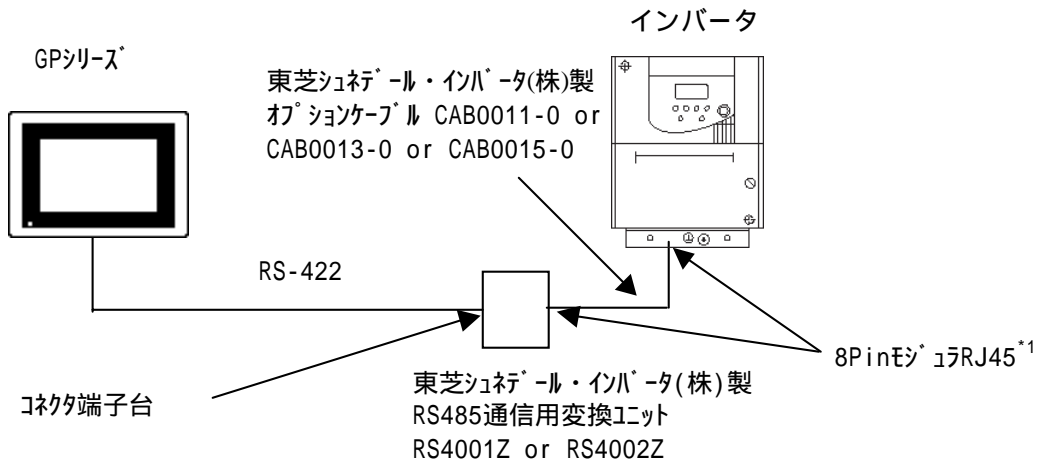 インバータ
GPシリーズ
東芝シュネデール・インバータ(株)製
オプションケーブル CAB0011-0 or
CAB0013-0 or CAB0015-0
RS-422
8PinモジュラRJ45*1
コネクタ端子台
東芝シュネデール・インバータ(株)製
RS485通信用変換ユニット
RS4001Z or RS4002Z